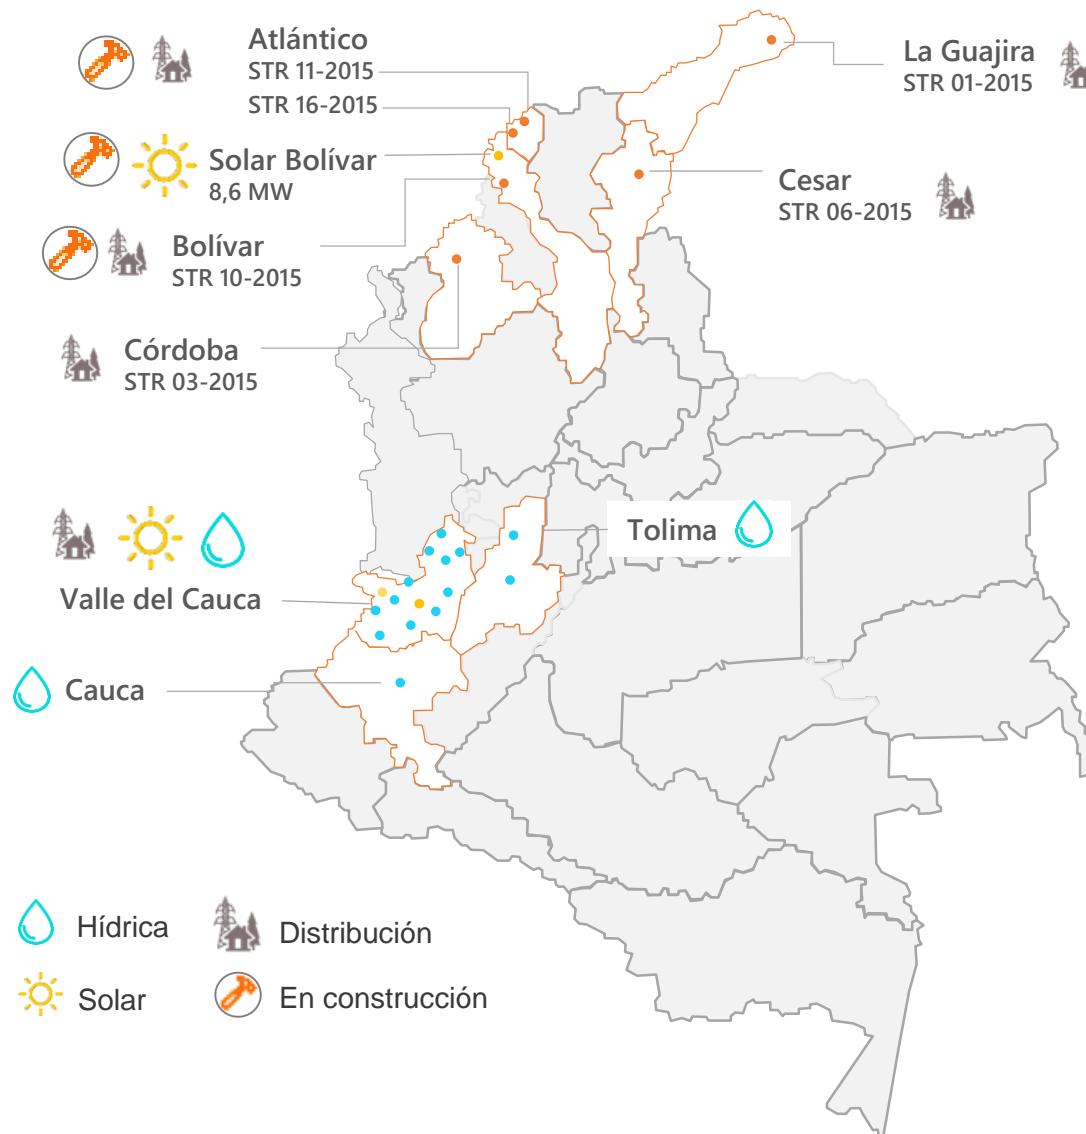 Atlántico
STR 11-2015
STR 16-2015
La Guajira
STR 01-2015
Solar Bolívar
8,6 MW
Cesar
STR 06-2015
Bolívar
STR 10-2015
Córdoba
STR 03-2015
Tolima
Valle del Cauca
Cauca
Hídrica
Distribución
Solar
En construcción